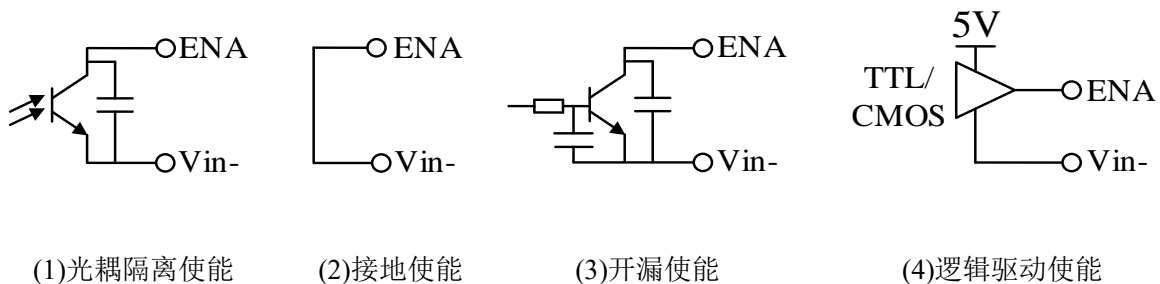 ENA
Vin-
(1)光耦隔离使能
ENA
Vin-
(2)接地使能
ENA
Vin-
(3)开漏使能
5V
TTL/
CMOS
ENA
Vin-
(4)逻辑驱动使能